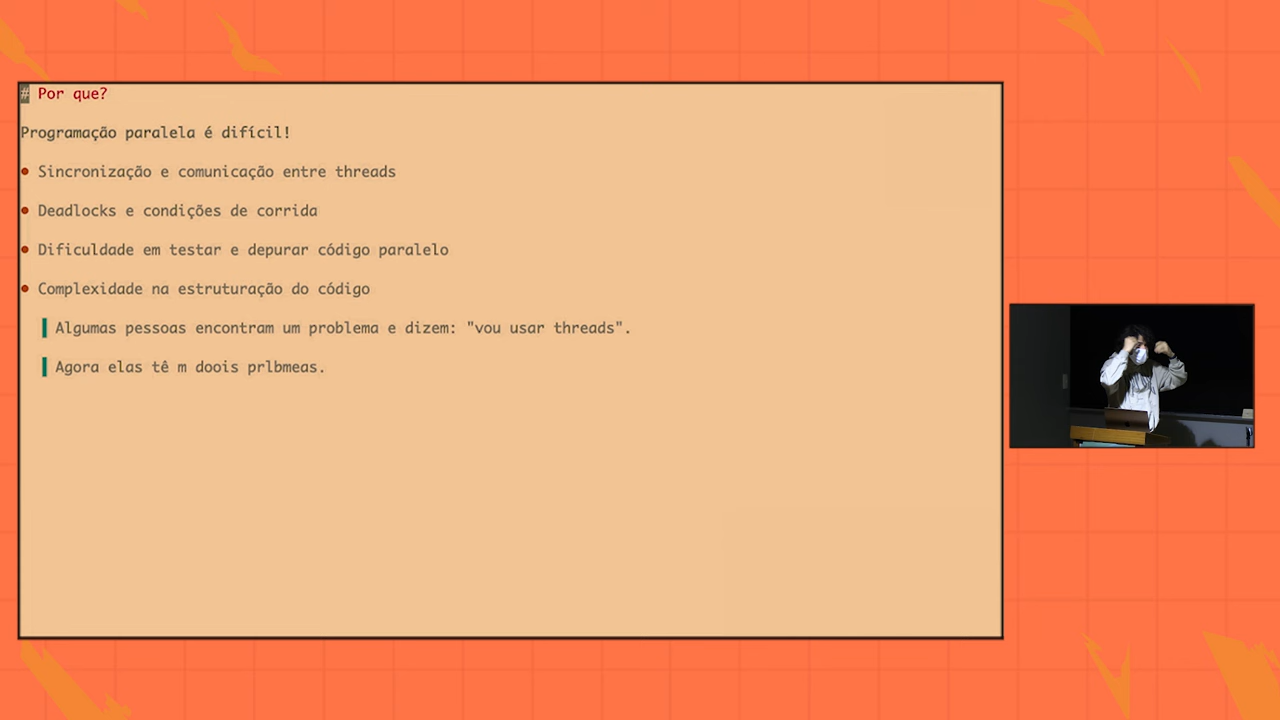 # Por que?
Programação paralela é difícil!
• Sincronização e comunicação entre threads
• Deadlocks e condições de corrida
• Dificuldade em testar e depurar código paralelo
• Complexidade na estruturação do código
Algumas pessoas encontram um problema e dizem: "vou usar threads".
Agora elas tê m doois prlbmeas.